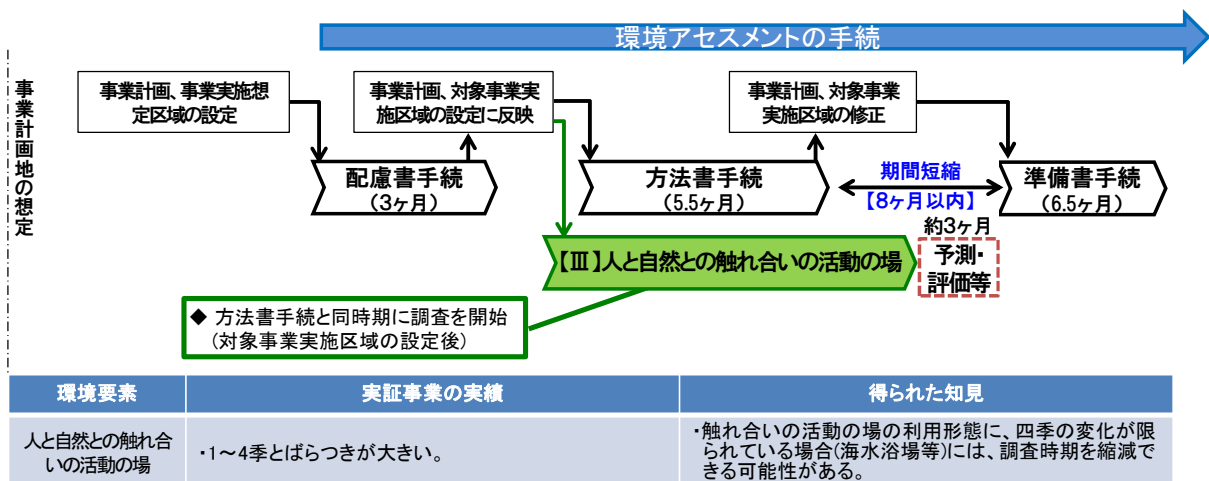 環境アセスメントの手続
事業計画地の想定
事業計画、事業実施想
定区域の設定
事業計画、対象事業実
施区域の設定に反映
事業計画、対象事業
実施区域の修正
配慮書手続
（3ヶ月）
方法書手続
（5.5ヶ月）
期間短縮
【8ヶ月以内】
準備書手続
（6.5ヶ月）
約3ヶ月
【Ⅲ】人と自然との触れ合いの活動の場
予測・
評価等
◆ 方法書手続と同時期に調査を開始
（対象事業実施区域の設定後）
環境要素
実証事業の実績
得られた知見
人と自然との触れ合
いの活動の場
・1～4季とばらつきが大きい。
・触れ合いの活動の場の利用形態に、四季の変化が限
られている場合(海水浴場等)には、調査時期を縮減で
きる可能性がある。